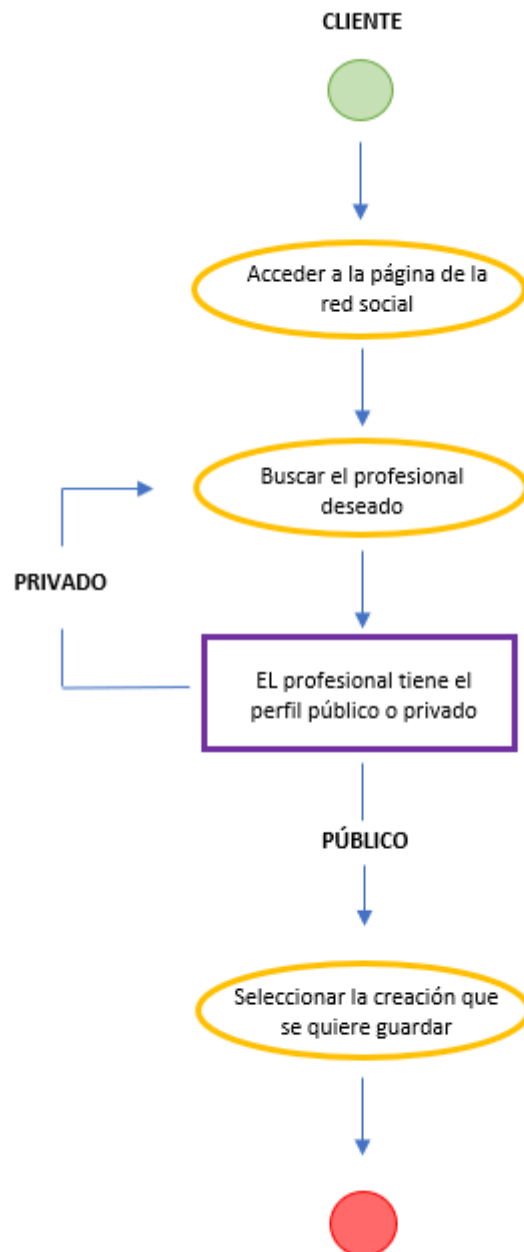 CLIENTE
Acceder a la página de la
red social
Buscar el profesional
deseado
PRIVADO
EL profesional tiene el
perfil público o privado
PÚBLICO
Seleccionar la creación que
se quiere guardar